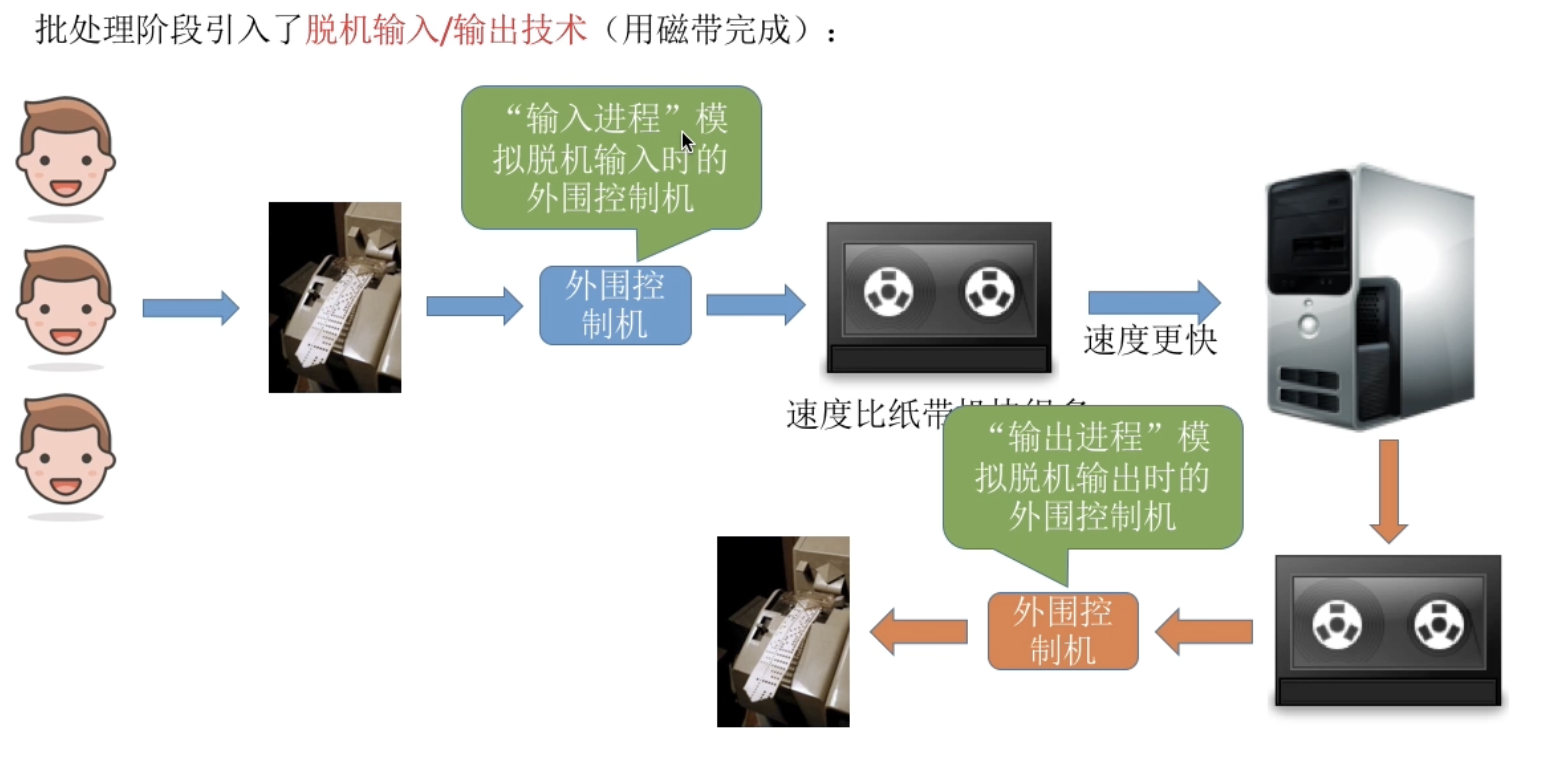 批处理阶段引入了脱机输入/输出技术（用磁带完成）：
“输入进程”模
拟脱机输入时的
外围控制机
外围控
制机
速度更快
速度比纸带
“输出进程”模
拟脱机输出时的
外围控制机
外围控
制机